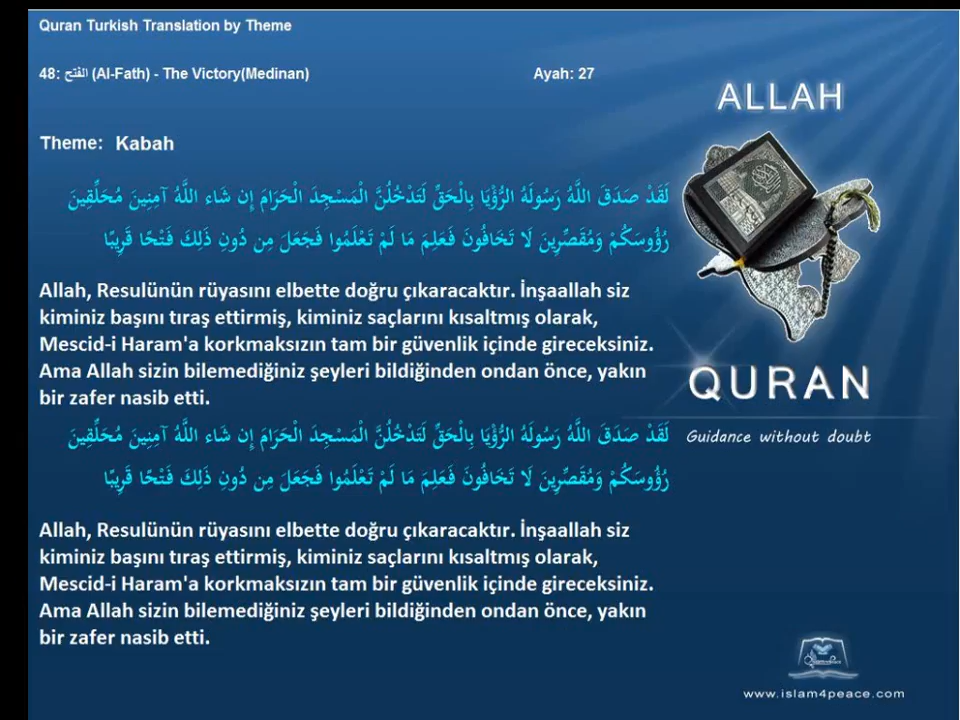 Quran Turkish Translation by Theme
48: الفتح (Al-Fath) - The Victory(Medinan)
Ayah: 27
Theme: Kabah
لَقَدْ صَدَقَ اللَّهُ رَسُولَهُ الرُّؤْيَا بِالْحَقِّ لَتَدْخُلُنَّ الْمَسْجِدَ الْحَرَامَ إِن شَاء اللَّهُ آمِنِينَ مُحَلِّقِينَ
رُؤُوسَكُمْ وَمُقَصِّرِينَ لَا تَخَافُونَ فَعَلِمَ مَا لَمْ تَعْلَمُوا فَجَعَلَ مِن دُونِ ذَلِكَ فَتْحًا قَرِيبًا
Allah, Resulünün rüyasını elbette doğru çıkaracaktır. İnşaallah siz
kiminiz başını tıraş ettirmiş, kiminiz saçlarını kısaltmış olarak,
Mescid-i Haram'a korkmaksızın tam bir güvenlik içinde gireceksiniz.
Ama Allah sizin bilemediğiniz şeyleri bildiğinden ondan önce, yakın
bir zafer nasib etti.
لَقَدْ صَدَقَ اللَّهُ رَسُولَهُ الرُّؤْيَا بِالْحَقِّ لَتَدْخُلُنَّ الْمَسْجِدَ الْحَرَامَ إِن شَاء اللَّهُ آمِنِينَ مُحَلِّقِينَ
رُؤُوسَكُمْ وَمُقَصِّرِينَ لَا تَخَافُونَ فَعَلِمَ مَا لَمْ تَعْلَمُوا فَجَعَلَ مِن دُونِ ذَلِكَ فَتْحًا قَرِيبًا
Allah, Resulünün rüyasını elbette doğru çıkaracaktır. İnşaallah siz
kiminiz başını tıraş ettirmiş, kiminiz saçlarını kısaltmış olarak,
Mescid-i Haram'a korkmaksızın tam bir güvenlik içinde gireceksiniz.
Ama Allah sizin bilemediğiniz şeyleri bildiğinden ondan önce, yakın
bir zafer nasib etti.
ALLAH
QURAN
Guidance without doubt
www.islam4peace.com